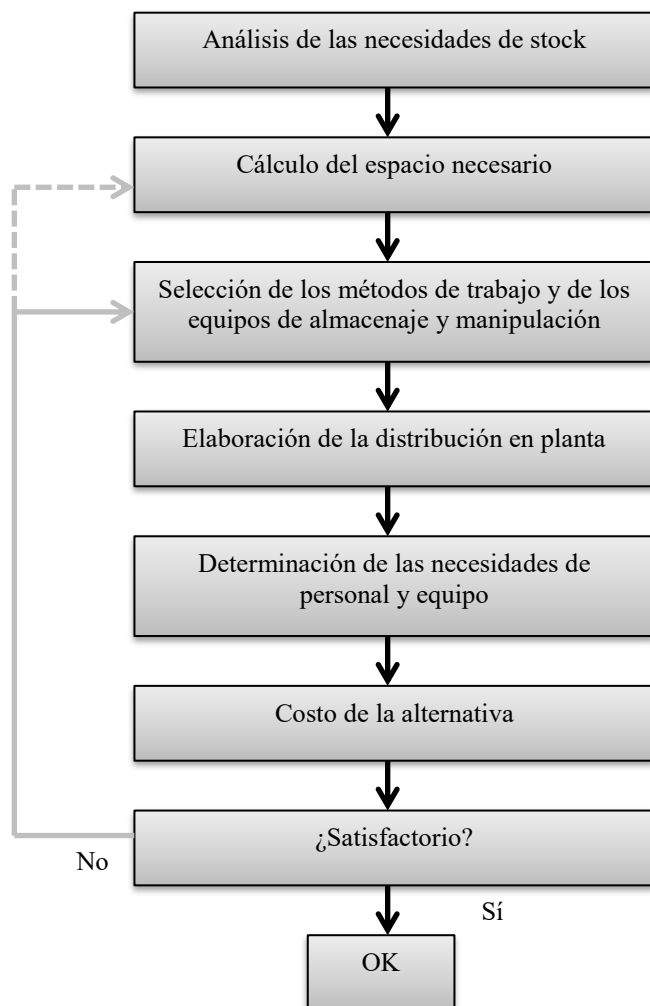 Análisis de las necesidades de stock
Cálculo del espacio necesario
Selección de los métodos de trabajo y de los
equipos de almacenaje y manipulación
Elaboración de la distribución en planta
Determinación de las necesidades de
personal y equipo
Costo de la alternativa
¿Satisfactorio?
No
Sí
OK